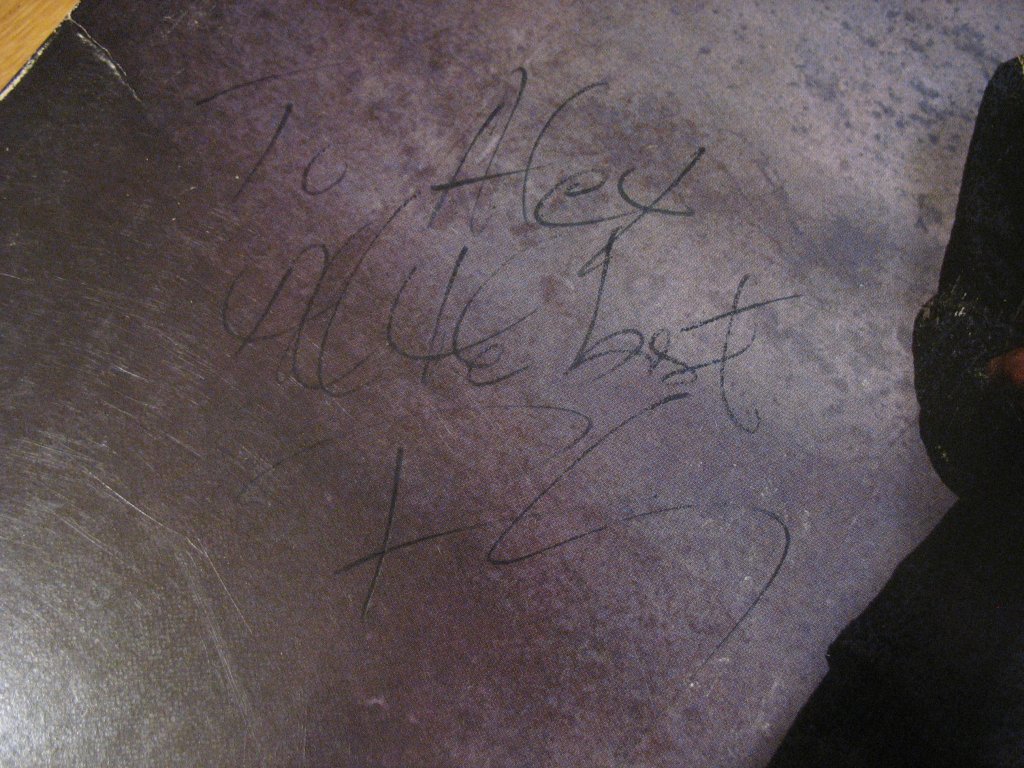 To Alex
All the best